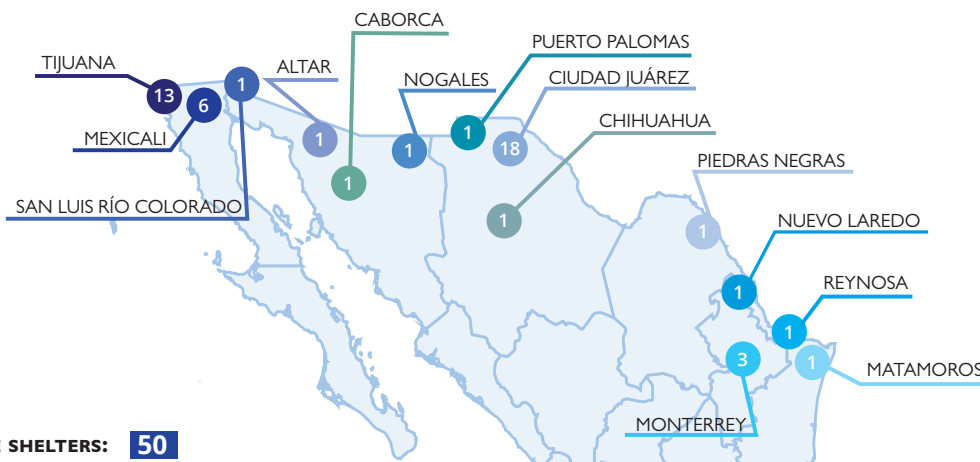 CABORCA
PUERTO PALOMAS
TIJUANA
ALTAR
NOGALES
CIUDAD JUÁREZ
13
6
1
MEXICALI
1
1
1
18
CHIHUAHUA
PIEDRAS NEGRAS
1
SAN LUIS RÍO COLORADO
1
1
NUEVO LAREDO
1
REYNOSA
1
3
1
MATAMOROS
MONTERREY
SHELTERS: 50